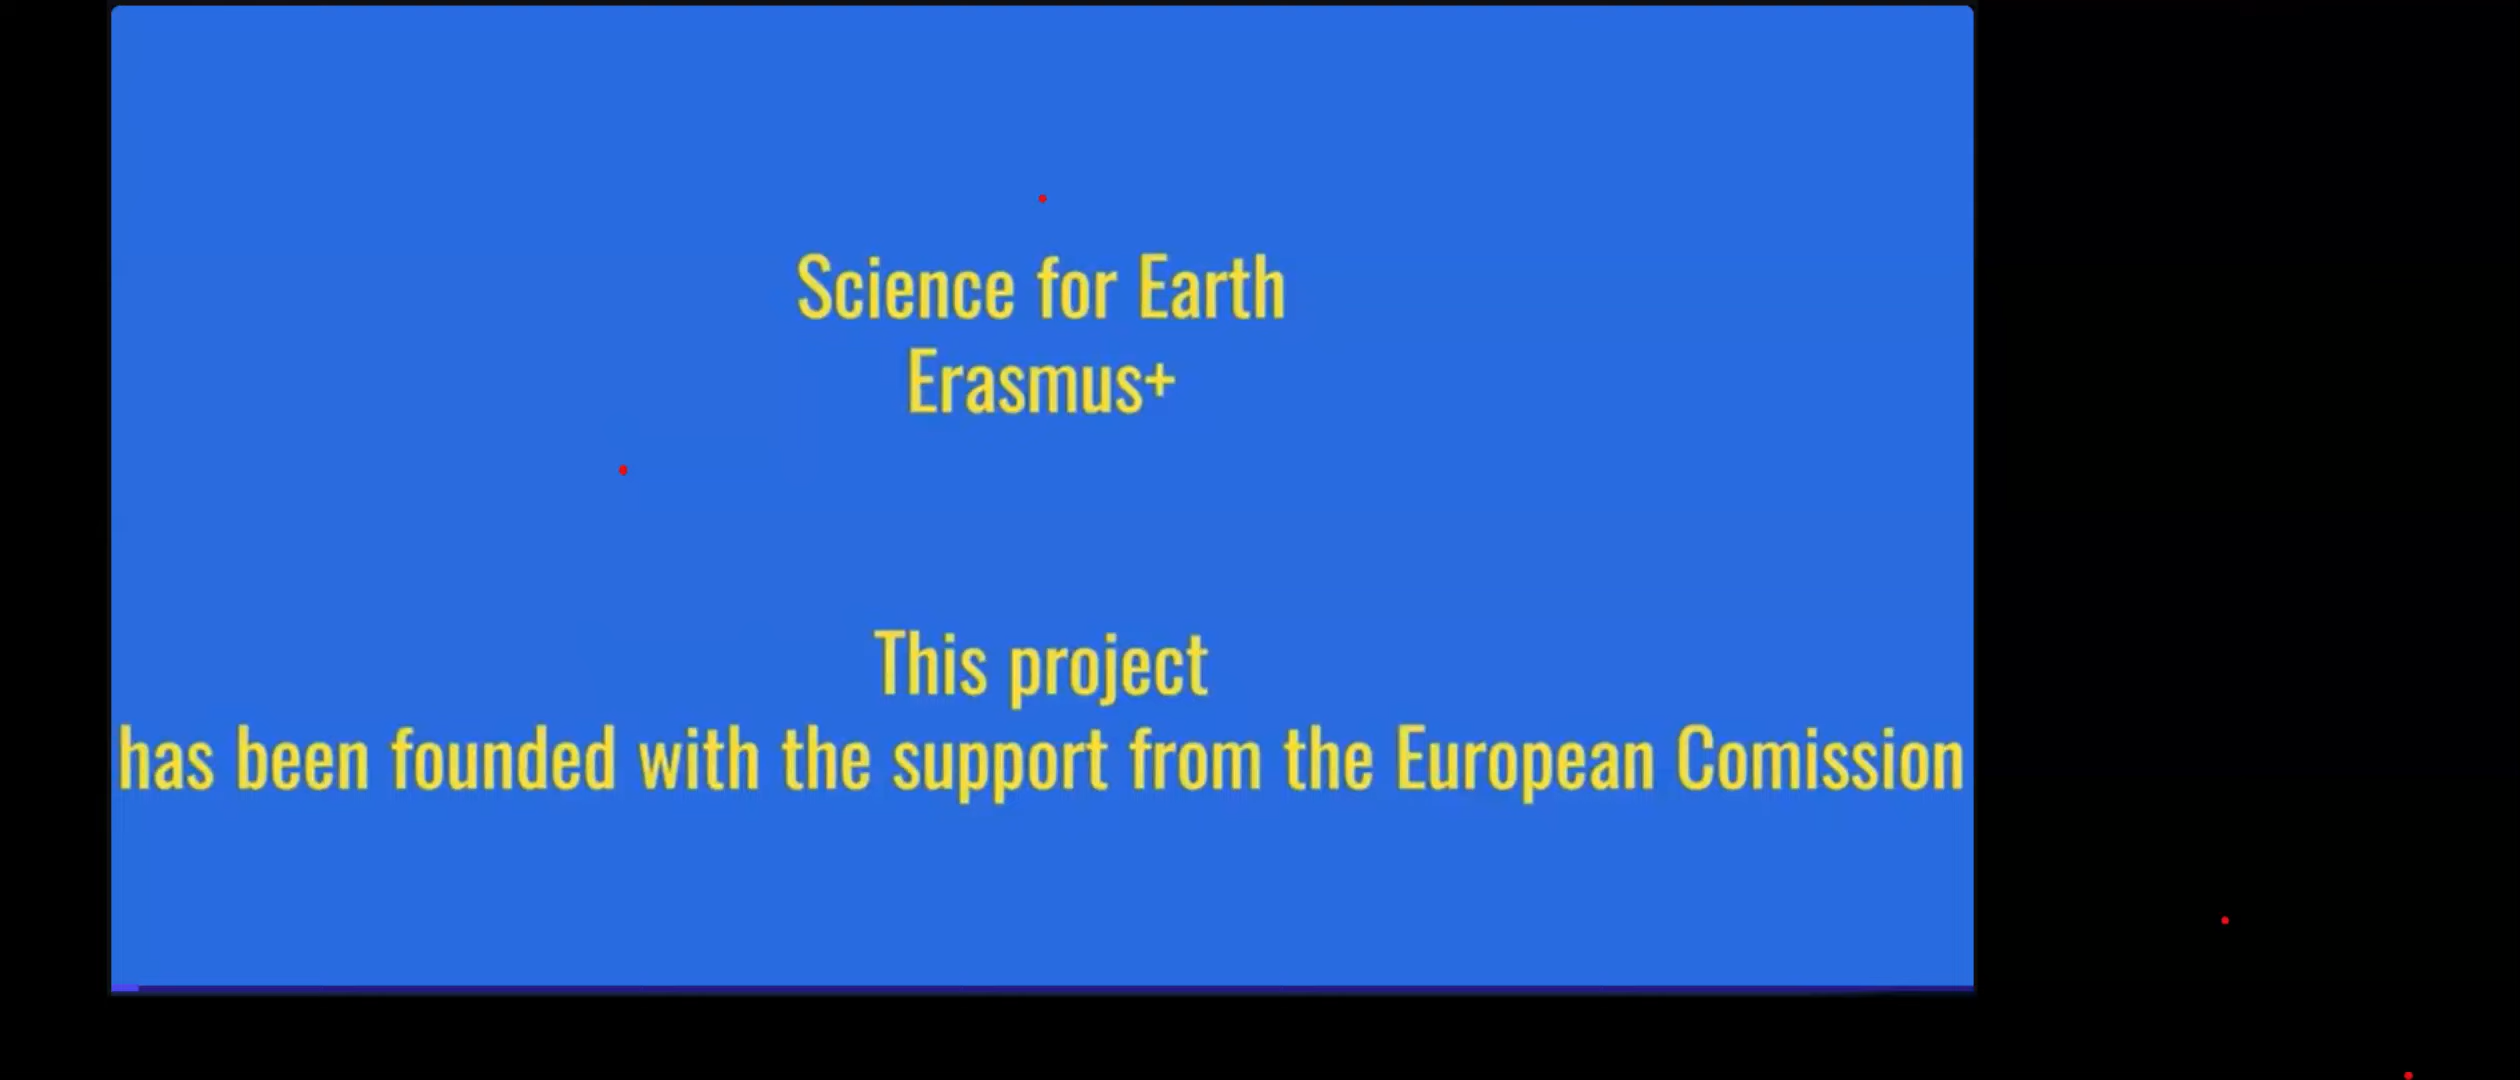 Science for Earth
Erasmus+
This project
has been founded with the support from the European Comission